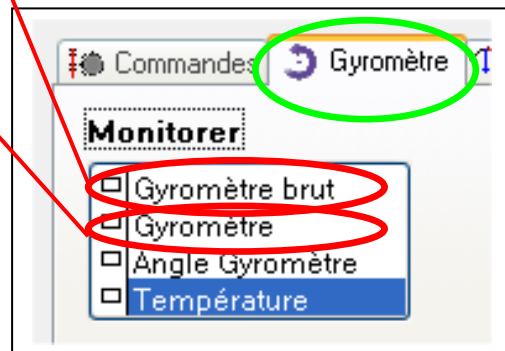 Commandes Gyromètre
Monitorer
Gyromètre brut
Gyromètre
Angle Gyromètre
Température